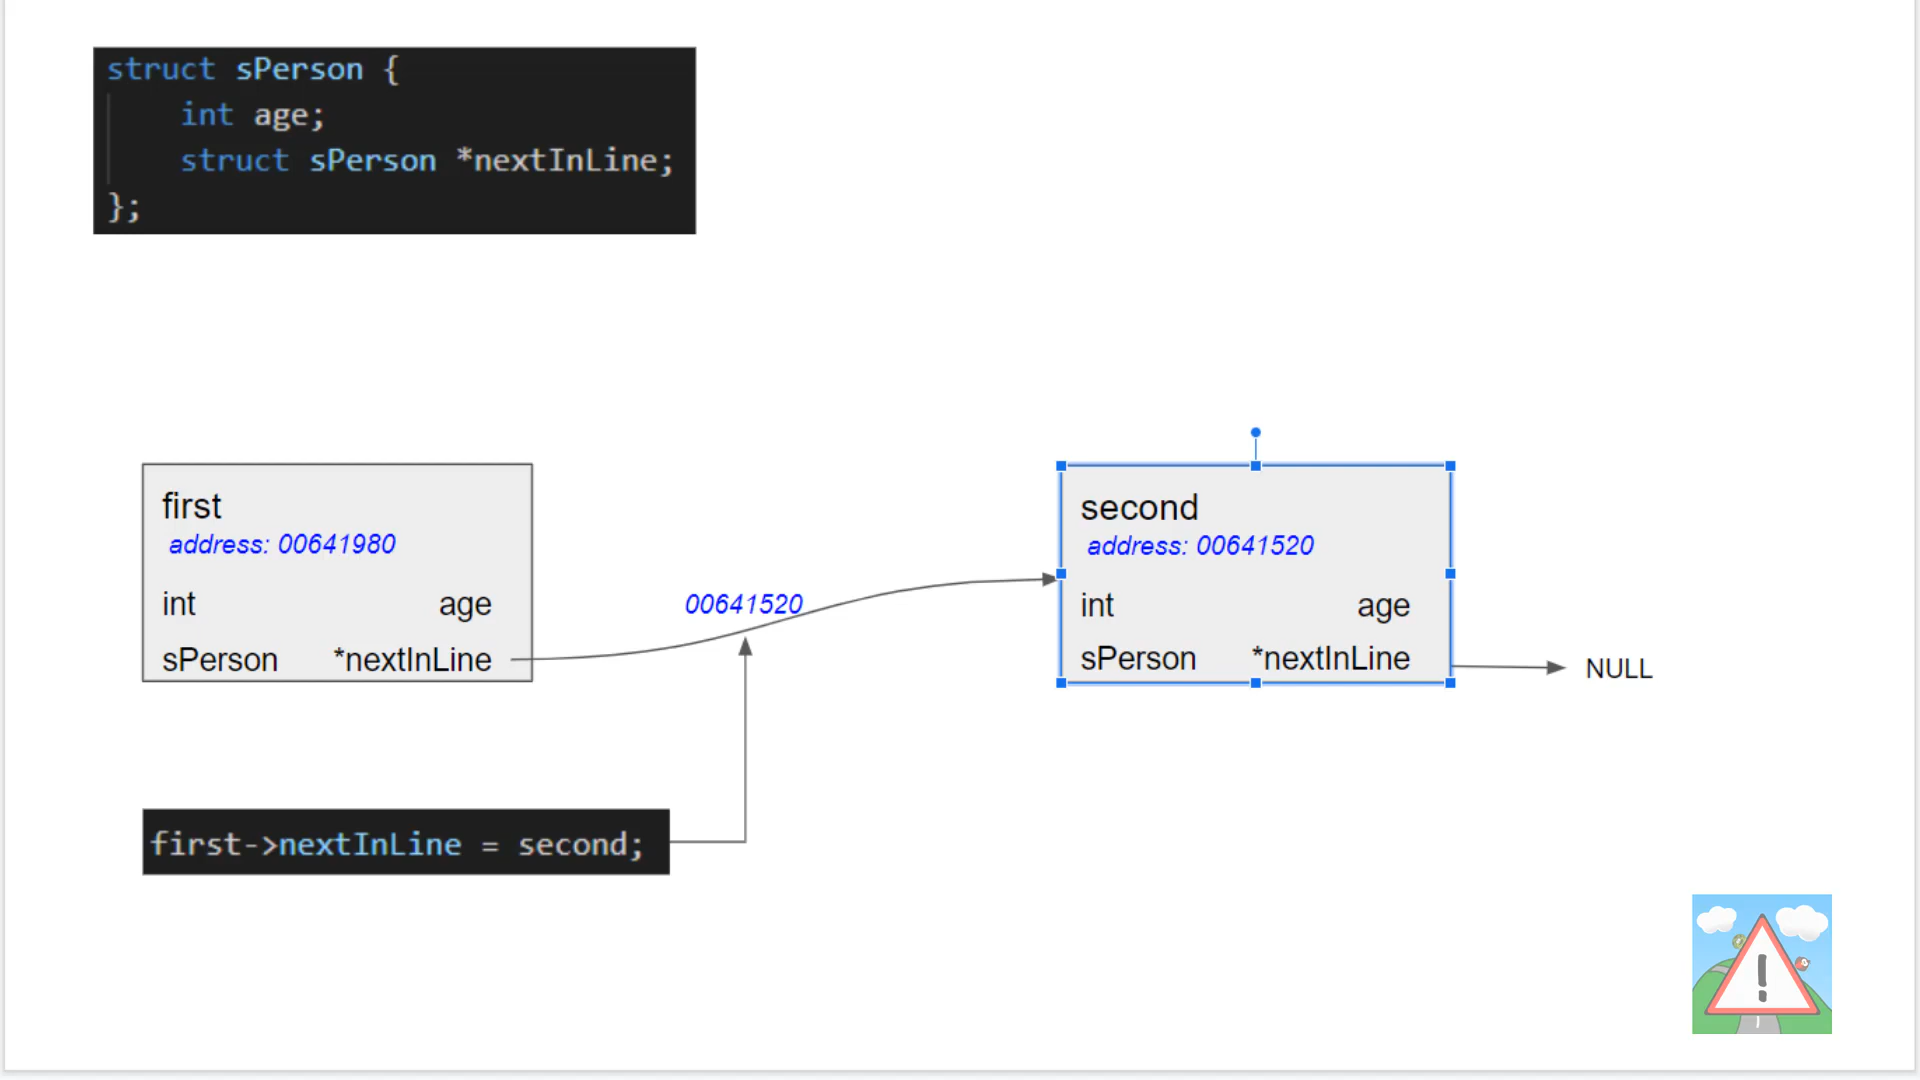 struct sPerson {
int age;
struct sPerson *nextInLine;
};
first
address: 00641980
int age
sPerson *nextInLine
00641520
second
address: 00641520
int age
sPerson *nextInLine
NULL
first->nextInLine = second;
!